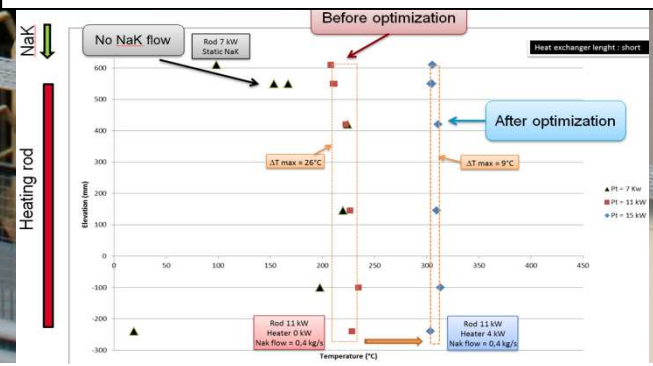 Before optimization
NaK
No NaK flow
Rod 7 kW
Static NaK
Heat exchanger lenght : short
600
500
400
300
200
100
0
-100
-200
-300
After optimization
ΔT max = 26°C
ΔT max = 9°C
Heating rod
Elevation (mm)
Pt = 7 Kw
Pt = 11 kW
Pt = 15 kW
0
50
100
150
200
250
300
350
400
450
Rod 11 kW
Heater 0 kW
Nak flow = 0,4 kg/s
Rod 11 kW
Heater 4 kW
Nak flow = 0,4 kg/s
Temperature (°C)